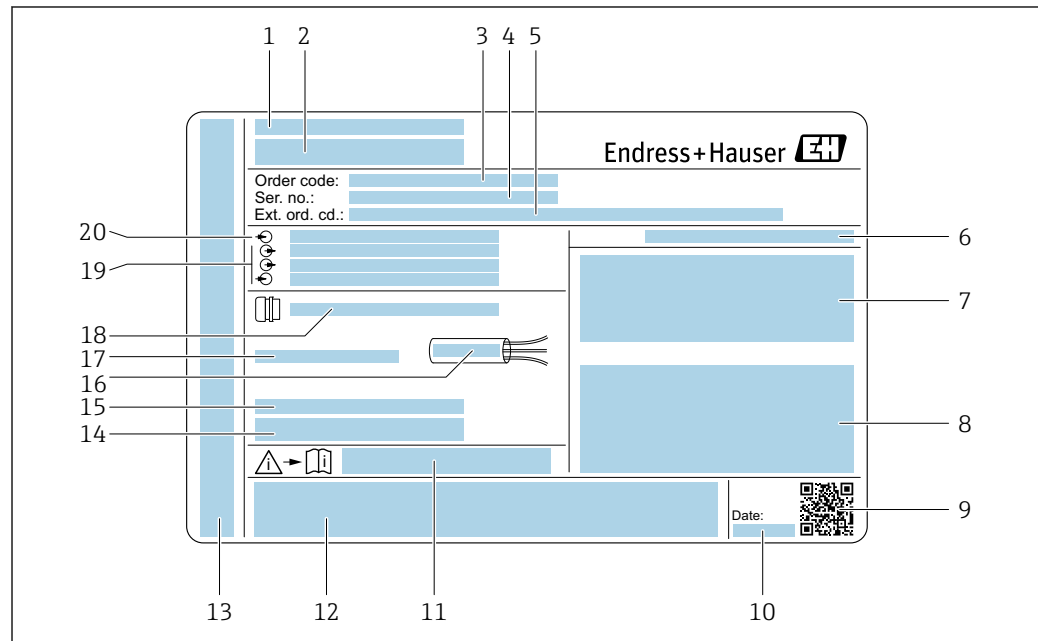 1 2 3 4 5
Endress+Hauser EH
Order code:
Ser. no.:
Ext. ord. cd.:
20
6
19
7
18
17
16
15
14
8
i i
Date:
9
13 12 11 10